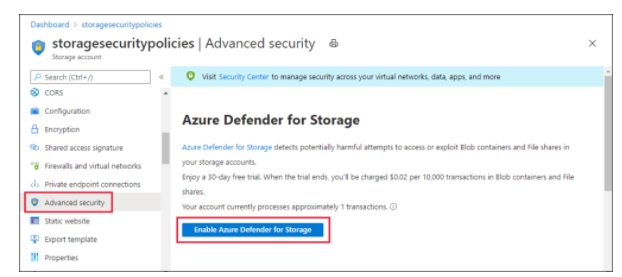 Dashboard > storagesecuritypolicies
storagesecuritypolicies | Advanced security
Storage account
Search (Ctrl+/)
«
Visit Security Center to manage security across your virtual networks, data, apps, and more
CORS
Configuration
Encryption
Shared access signature
Firewalls and virtual networks
Private endpoint connections
Advanced security
Static website
Export template
Properties
Azure Defender for Storage
Azure Defender for Storage detects potentially harmful attempts to access or exploit Blob containers and File shares in
your storage accounts.
Enjoy a 30-day free trial. When the trial ends, you'll be charged $0.02 per 10,000 transactions in Blob containers and File
shares.
Your account currently processes approximately 1 transactions.
Enable Azure Defender for Storage